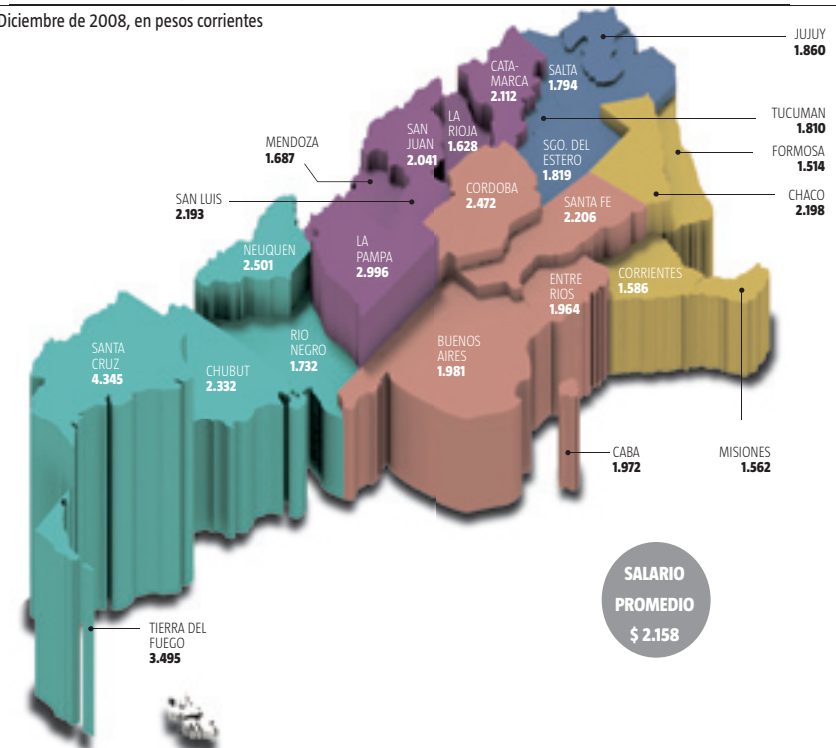 Diciembre de 2008, en pesos corrientes
JUJUY
1.860
CATA-
MARCA
2.112
SALTA
1.794
TUCUMAN
1.810
LA
RIOJA
1.628
SAN
JUAN
2.041
MENDOZA
1.687
SGO. DEL
ESTERO
1.819
FORMOSA
1.514
CHACO
2.198
SAN LUIS
2.193
CORDOBA
2.472
SANTA FE
2.206
NEUQUEN
2.501
LA
PAMPA
2.996
ENTRE
RIOS
1.964
CORRIENTES
1.586
SANTA
CRUZ
4.345
CHUBUT
2.332
RIO
NEGRO
1.732
BUENOS
AIRES
1.981
CABA
1.972
MISIONES
1.562
SALARIO
PROMEDIO
$ 2.158
TIERRA DEL
FUEGO
3.495